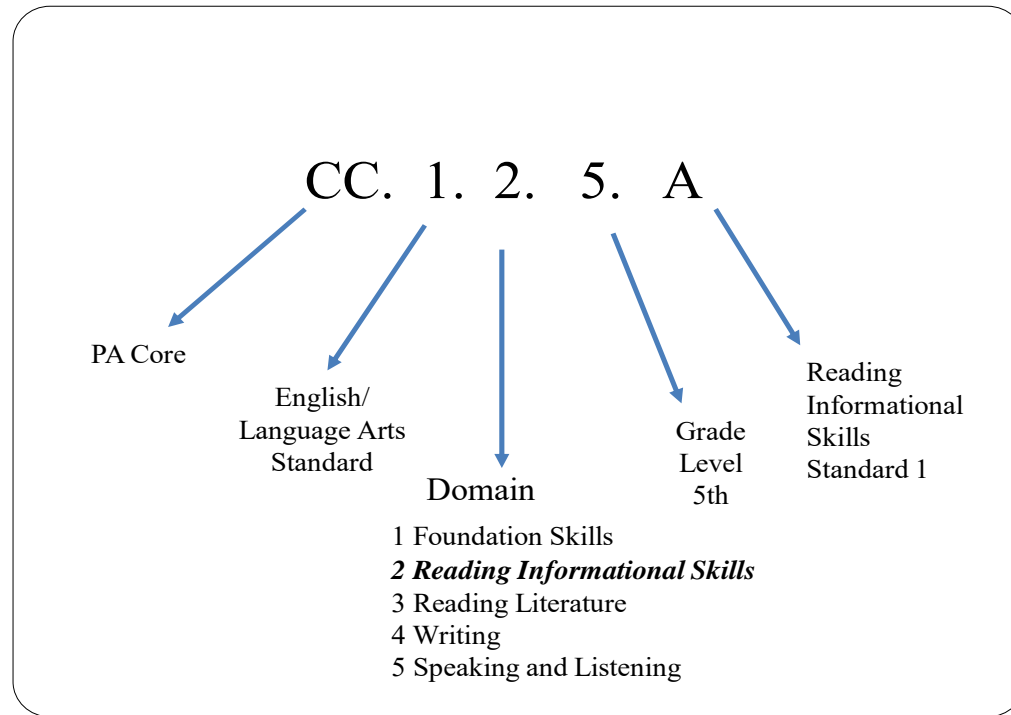 CC. 1. 2. 5. A
PA Core
English/
Language Arts
Standard
Domain
1 Foundation Skills
2 Reading Informational Skills
3 Reading Literature
4 Writing
5 Speaking and Listening
Grade
Level
5th
Reading
Informational
Skills
Standard 1